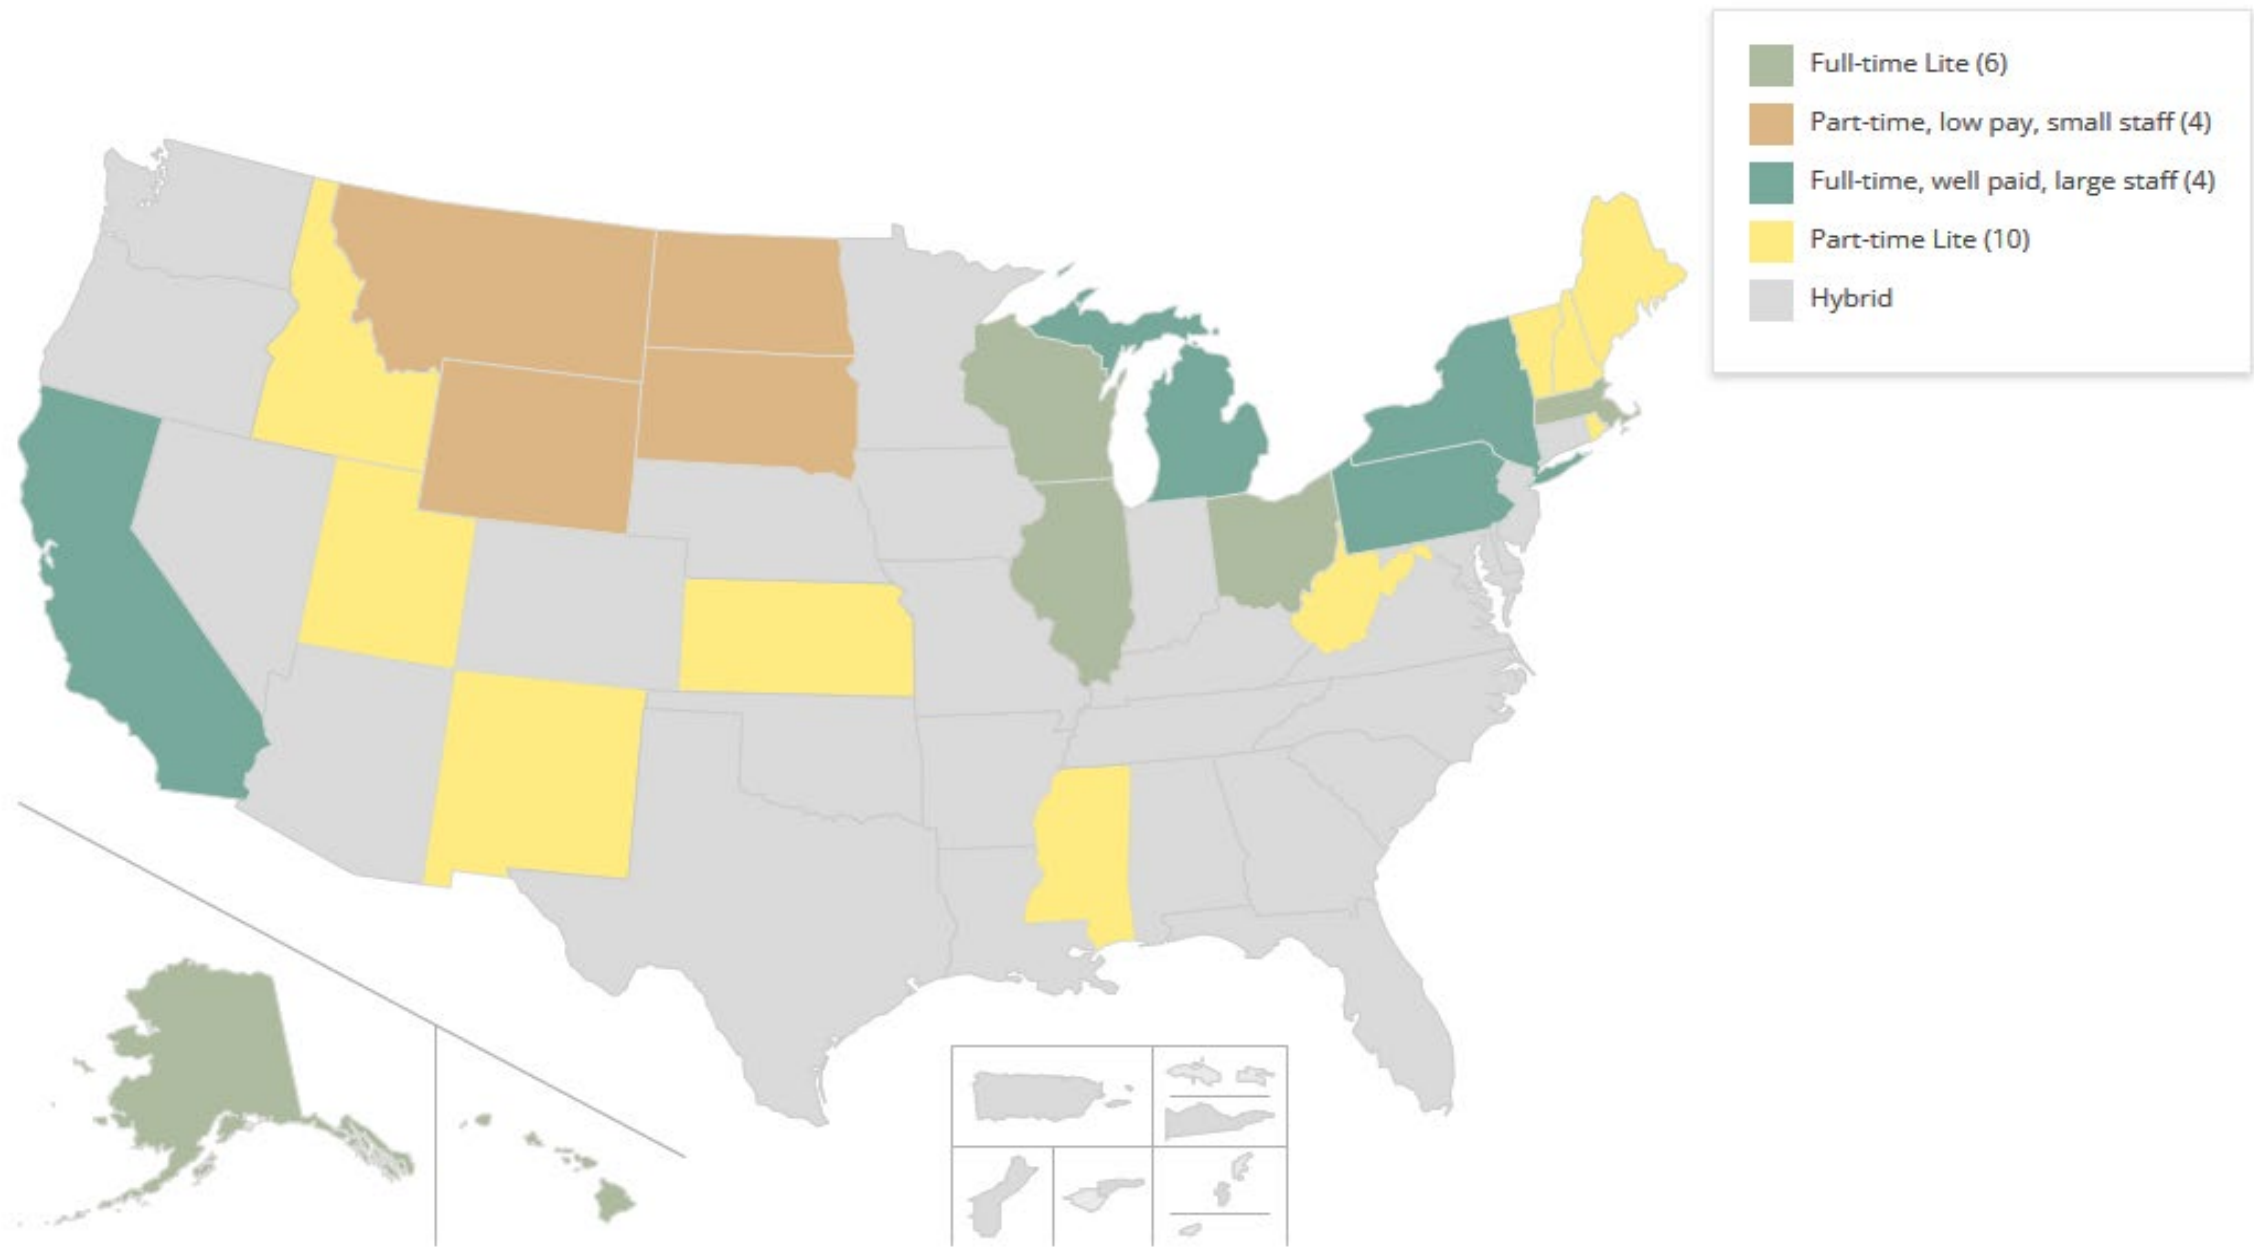 Full-time Lite (6)
Part-time, low pay, small staff (4)
Full-time, well paid, large staff (4)
Part-time Lite (10)
Hybrid